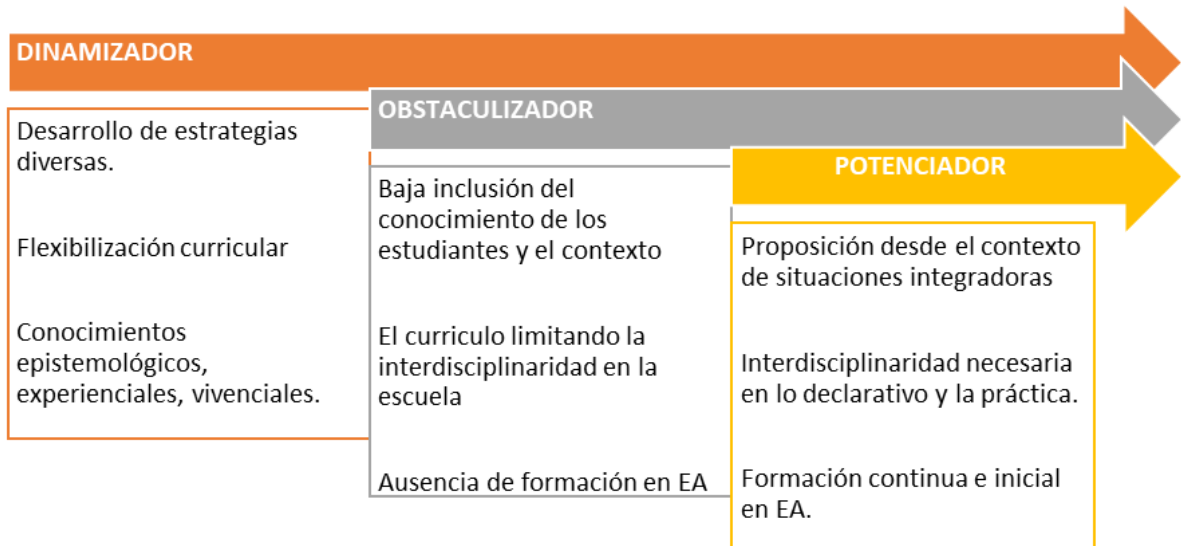 DINAMIZADOR
Desarrollo de estrategias
diversas.
Flexibilización curricular
Conocimientos
epistemológicos,
experienciales, vivenciales.
OBSTACULIZADOR
Baja inclusión del
conocimiento de los
estudiantes y el contexto
El curriculo limitando la
interdisciplinaridad en la
escuela
Ausencia de formación en EA
POTENCIADOR
Proposición desde el contexto
de situaciones integradoras
Interdisciplinaridad necesaria
en lo declarativo y la práctica.
Formación continua e inicial
en EA.